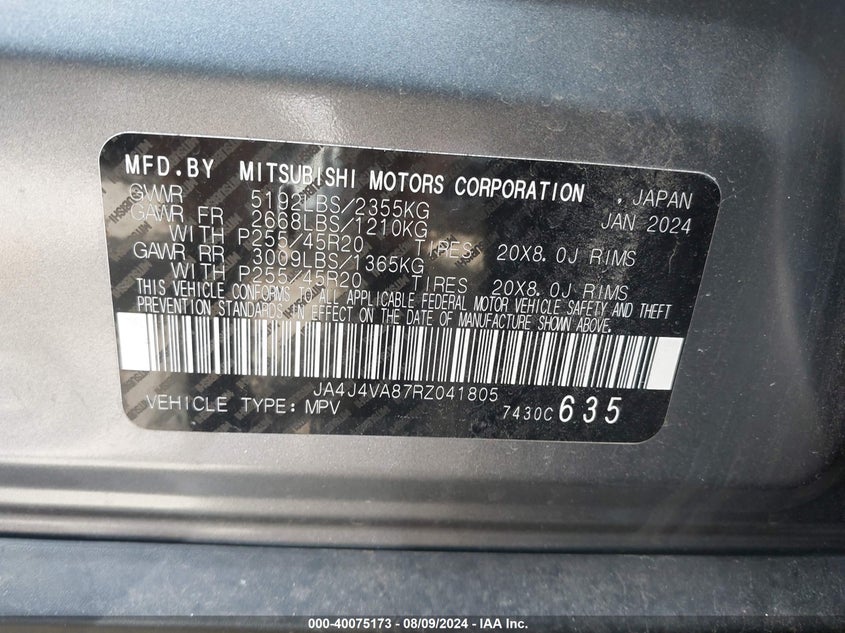 MFD.BY MITSUBISHI MOTORS CORPORATION , JAPAN
GVWR 5192LBS/2355KG JAN 2024
GAWR FR 2668LBS/1210KG
WITH P255/45R20 TIRES 20X8.0J RIMS
GAWR RR 3009LBS/1365KG
WITH P255/45R20 TIRES 20X8.0J RIMS
THIS VEHICLE CONFORMS TO ALL APPLICABLE FEDERAL MOTOR VEHICLE SAFETY AND THEFT
PREVENTION STANDARDS IN EFFECT ON THE DATE OF MANUFACTURE SHOWN ABOVE.
JA4J4VA87RZ041805
VEHICLE TYPE: MPV 7430C 635
000-40075173 - 08/09/2024 - IAA Inc.